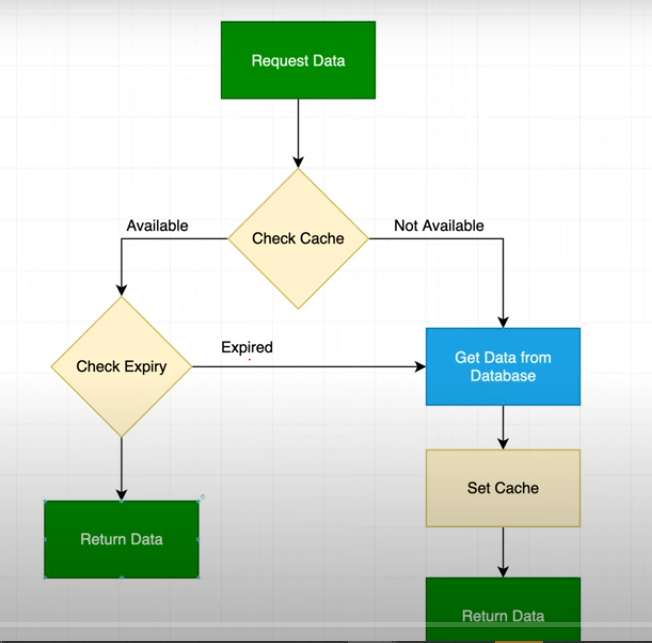 Request Data
Check Cache
Available
Not Available
Check Expiry
Expired
Get Data from
Database
Set Cache
Return Data
Return Data